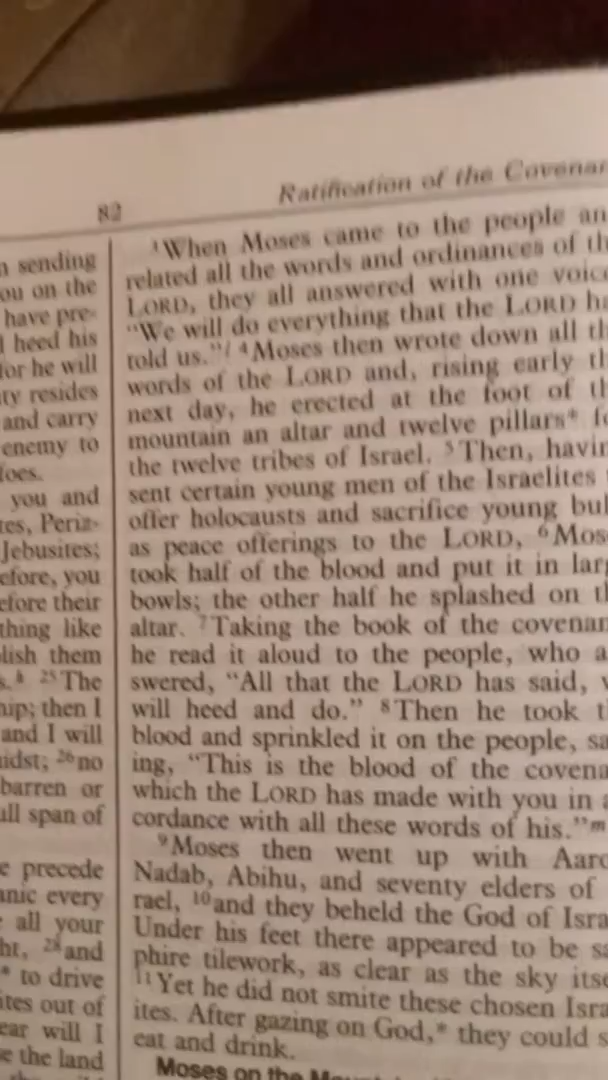 82
Ratification of the
sending
ou on the
have pre-
heed his
for he will
ty resides
and carry
enemy to
foes.
you and
tes, Periz-
Jebusites;
efore, you
efore their
thing like
lish them
s.k 25The
hip; then I
and I will
idst; 26no
barren or
ull span of
precede
anic every
all your
ht, 28and
* to drive
ites out of
ear will I
the land
3When Moses came to the people an
related all the words and ordinances of th
LORD, they all answered with one voice
"We will do everything that the LORD ha
told us."l 4Moses then wrote down all th
words of the LORD and, rising early th
next day, he erected at the foot of th
mountain an altar and twelve pillars* fo
the twelve tribes of Israel. 5Then, havin
sent certain young men of the Israelites t
offer holocausts and sacrifice young bul
as peace offerings to the LORD, 6Mos
took half of the blood and put it in larg
bowls; the other half he splashed on th
altar. 7Taking the book of the covenan
he read it aloud to the people, who a
swered, "All that the LORD has said, w
will heed and do." 8Then he took t
blood and sprinkled it on the people, sa
ing, "This is the blood of the covena
which the LORD has made with you in a
cordance with all these words of his."m
9Moses then went up with Aaro
Nadab, Abihu, and seventy elders of
rael, 10and they beheld the God of Isra
Under his feet there appeared to be sa
phire tilework, as clear as the sky itse
11Yet he did not smite these chosen Isra
ites. After gazing on God,* they could s
eat and drink.
Moses on the